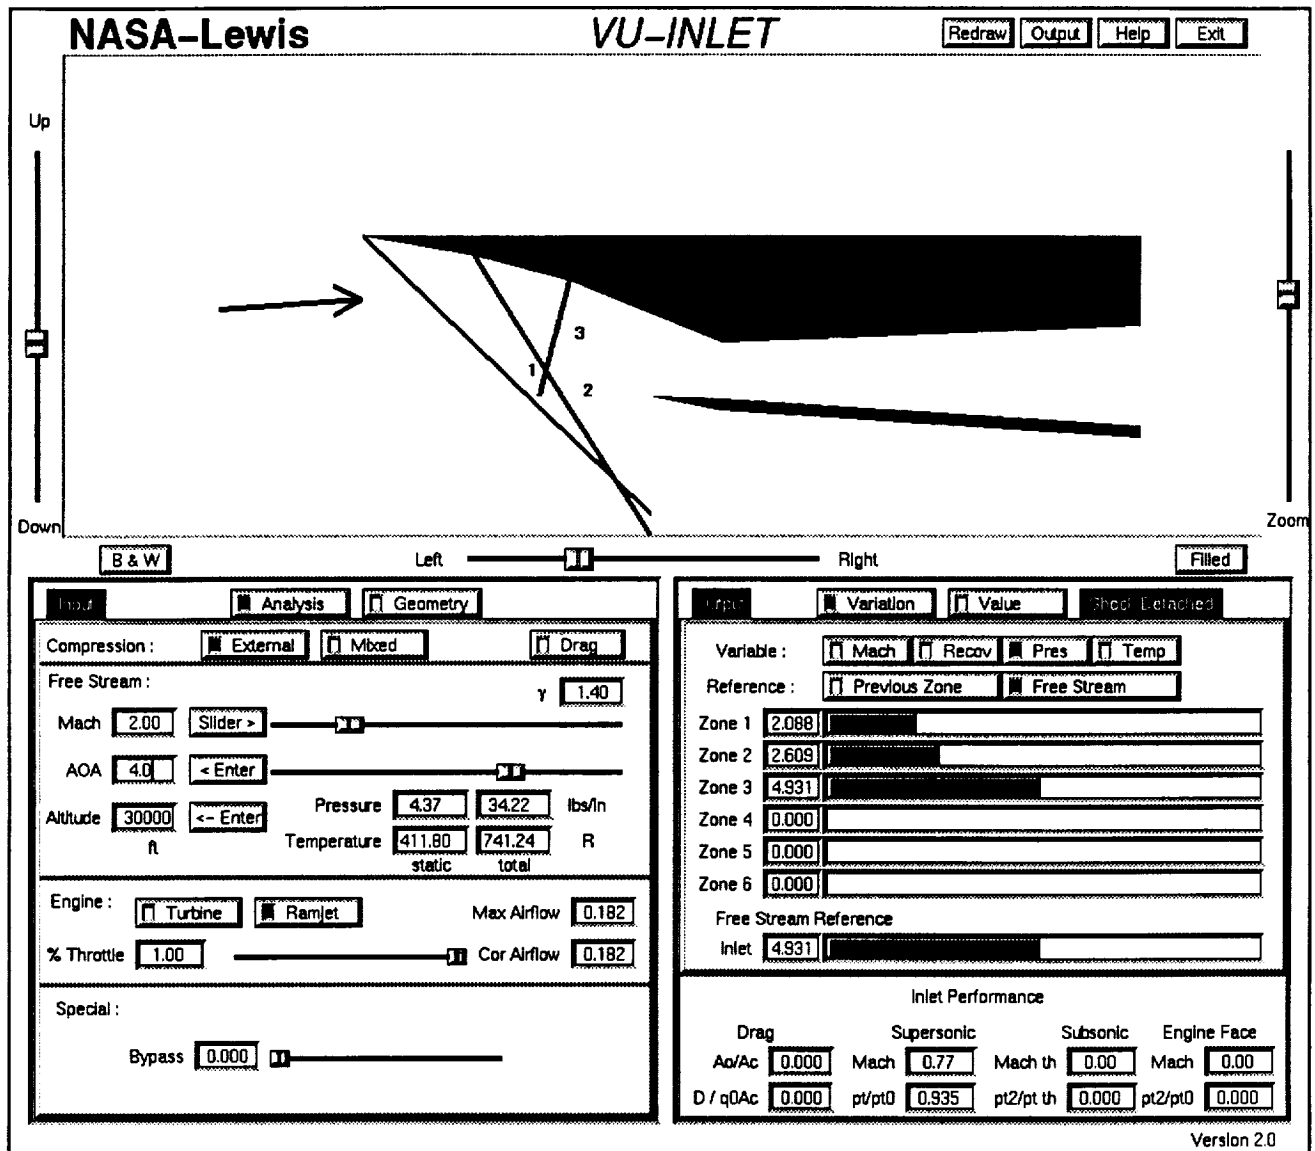 NASA-Lewis VU-INLET Redraw Output Help Exit
Up
3
1
2
Down Zoom
B & W Left Right Filled
Input Analysis Geometry
Compression : External Mixed Drag
Free Stream :
γ 1.40
Mach 2.00 Slider >
AOA 4.0 < Enter
Pressure 4.37 34.22 lbs/in
Altitude 30000 <- Enter
ft
Temperature 411.80 741.24 R
static total
Engine : Turbine Ramjet Max Airflow 0.182
% Throttle 1.00 Cor Airflow 0.182
Special :
Bypass 0.000
Output Variation Value Shock Detached
Variable : Mach Recov Pres Temp
Reference : Previous Zone Free Stream
Zone 1 2.088
Zone 2 2.609
Zone 3 4.931
Zone 4 0.000
Zone 5 0.000
Zone 6 0.000
Free Stream Reference
Inlet 4.931
Inlet Performance
Drag Supersonic Subsonic Engine Face
Ao/Ac 0.000 Mach 0.77 Mach th 0.00 Mach 0.00
D / q0Ac 0.000 pt/pt0 0.935 pt2/pt th 0.000 pt2/pt0 0.000
Version 2.0